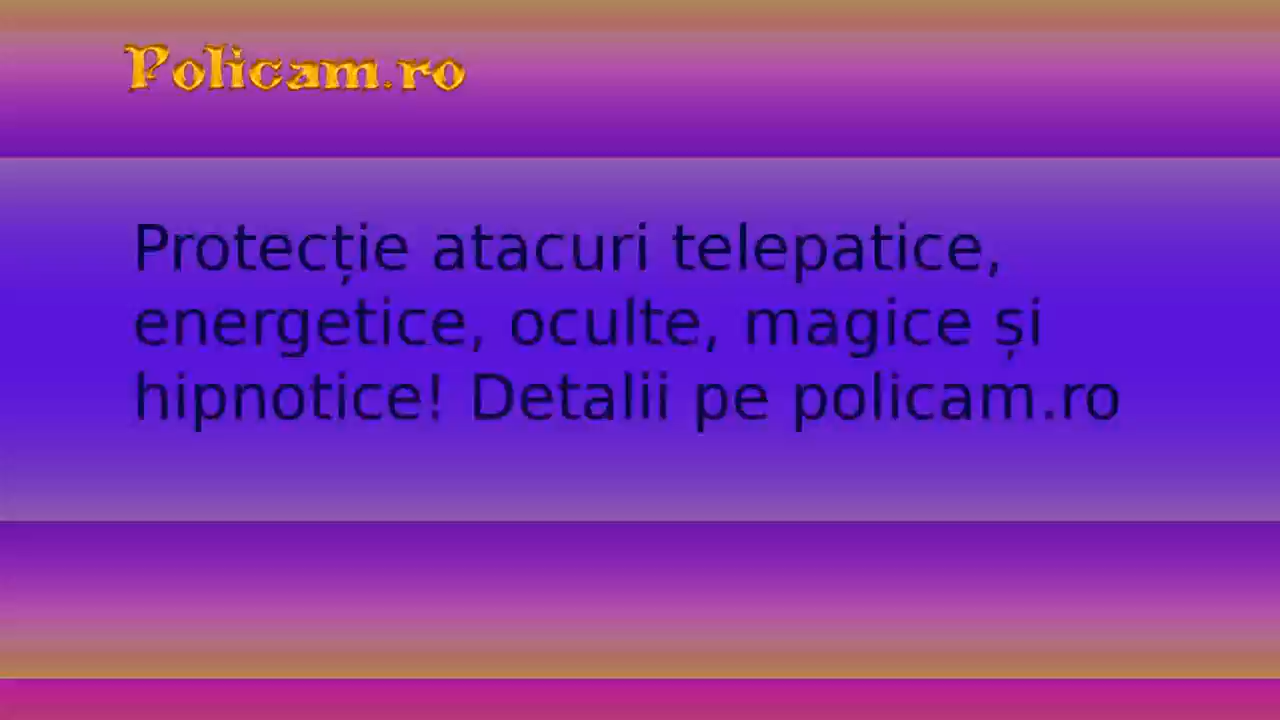 Policam.ro
Protecție atacuri telepatice,
energetice, oculte, magice și
hipnotice! Detalii pe policam.ro